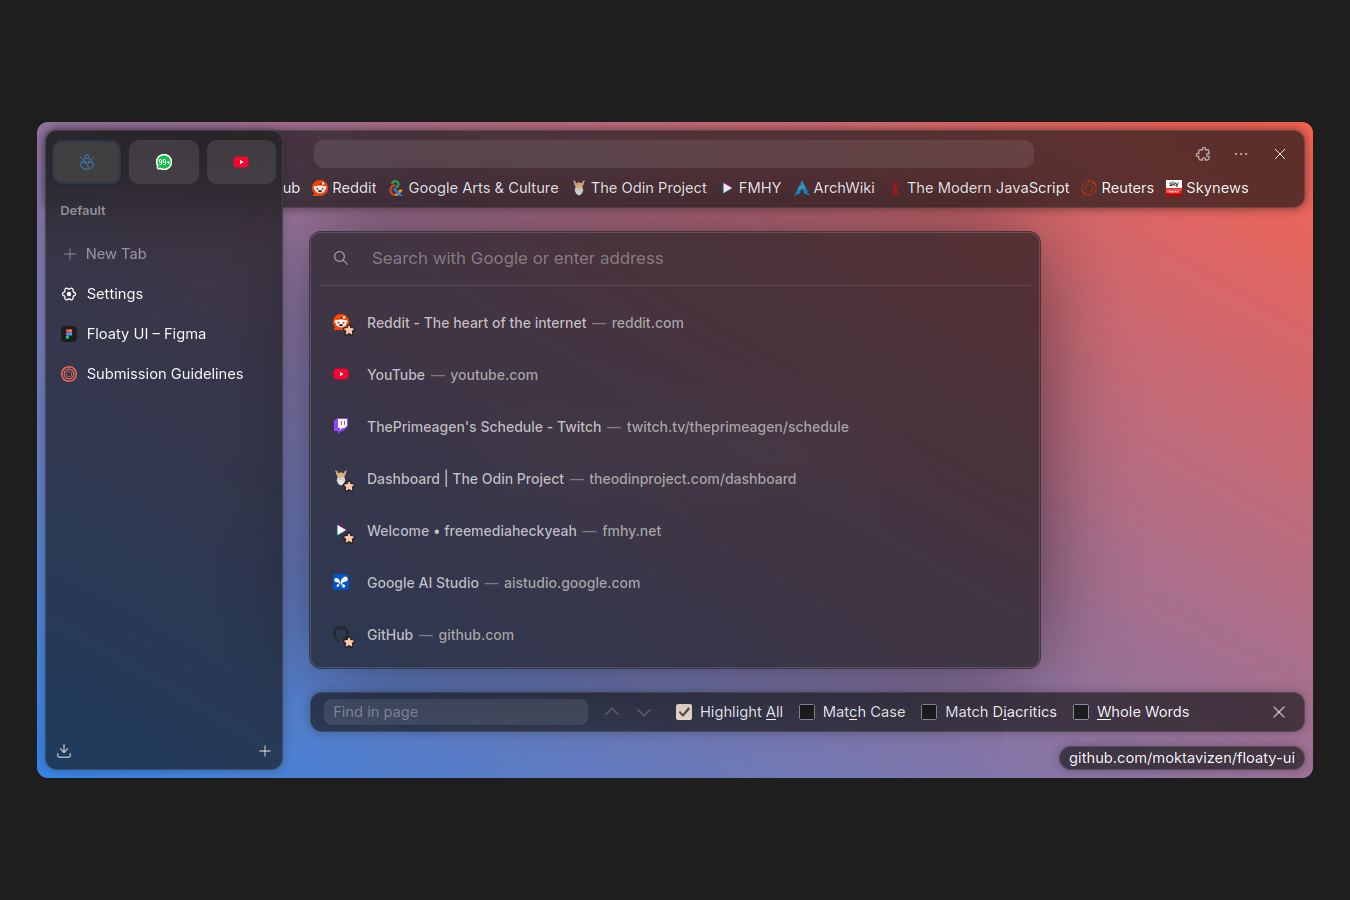 99+
ub Reddit Google Arts & Culture The Odin Project FMHY ArchWiki The Modern JavaScript Reuters Skynews
Default
New Tab
Settings
Floaty UI – Figma
Submission Guidelines
Search with Google or enter address
Reddit - The heart of the internet — reddit.com
YouTube — youtube.com
ThePrimeagen's Schedule - Twitch — twitch.tv/theprimeagen/schedule
Dashboard | The Odin Project — theodinproject.com/dashboard
Welcome • freemediaheckyeah — fmhy.net
Google AI Studio — aistudio.google.com
GitHub — github.com
Find in page Highlight All Match Case Match Diacritics Whole Words
github.com/moktavizen/floaty-ui